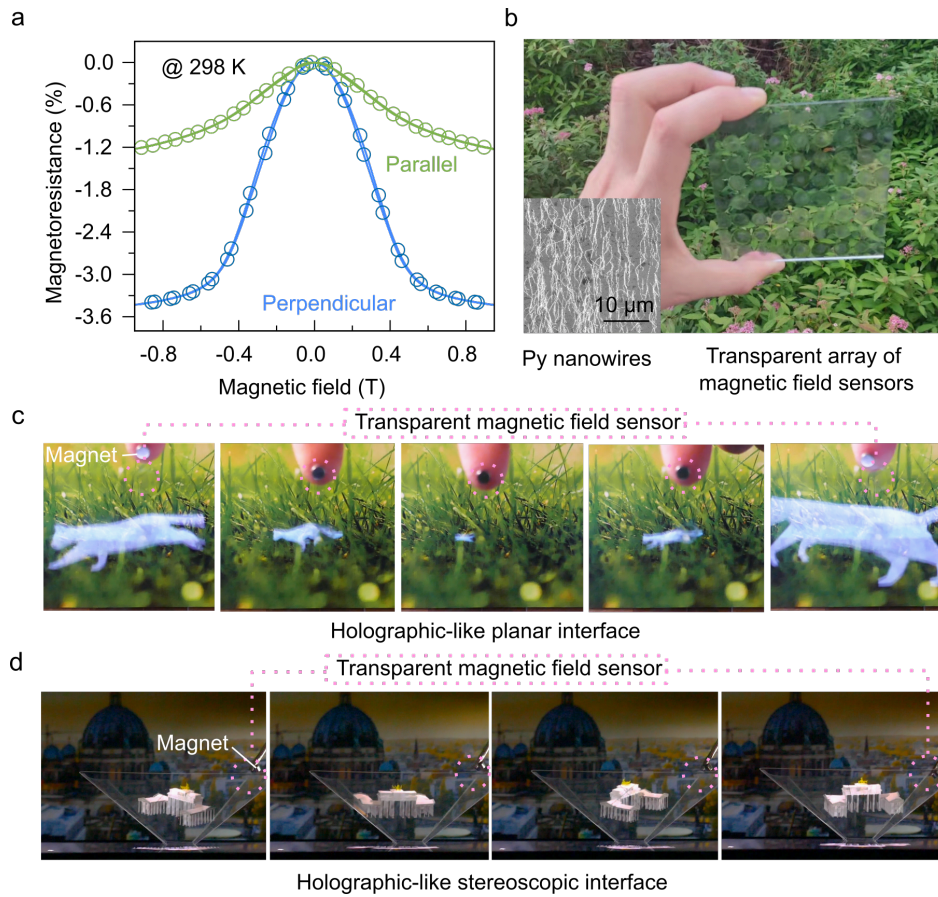 a
@ 298 K
0.0
-0.6
-1.2
-1.8
-2.4
-3.0
-3.6
Magnetoresistance (%)
Parallel
Perpendicular
-0.8
-0.4
0.0
0.4
0.8
Magnetic field (T)
b
10 µm
Py nanowires
Transparent array of
magnetic field sensors
c
Transparent magnetic field sensor
Magnet
Holographic-like planar interface
d
Transparent magnetic field sensor
Magnet
Holographic-like stereoscopic interface